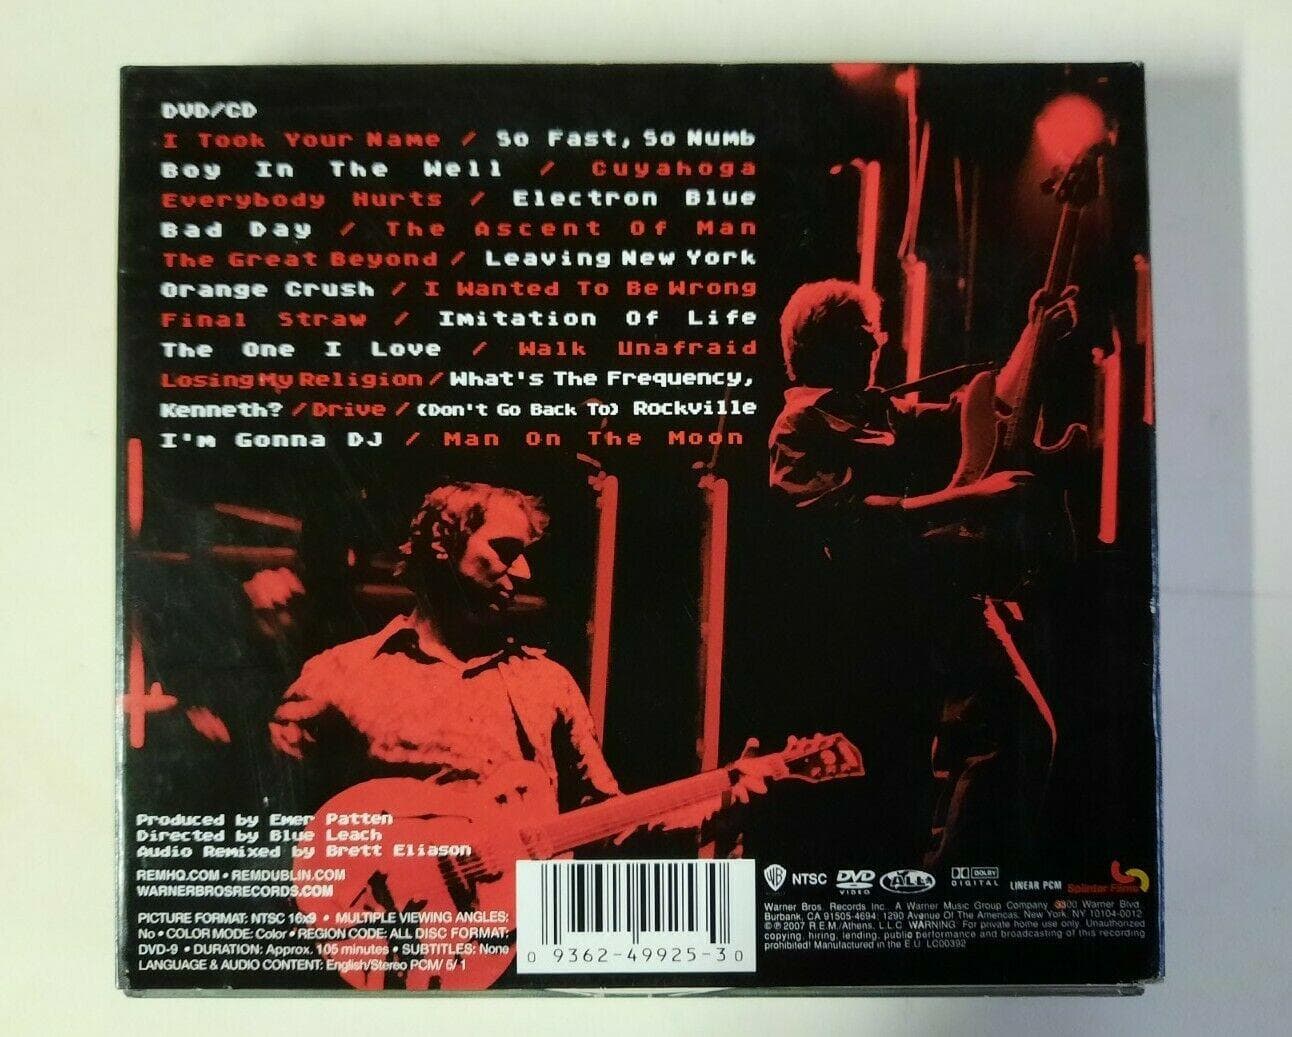 DVD/CD
I Took Your Name / So Fast, So Numb
Boy In The Well / Cuyahoga
Everybody Hurts / Electron Blue
Bad Day / The Ascent Of Man
The Great Beyond / Leaving New York
Orange Crush / I Wanted To Be Wrong
Final Straw / Imitation Of Life
The One I Love / Walk Unafraid
Losing My Religion / What's The Frequency,
Kenneth? / Drive / (Don't Go Back To) Rockville
I'm Gonna DJ / Man On The Moon
Produced by Emer Patten
Directed by Blue Leach
Audio Remixed by Brett Eliason
REMHQ.COM • REMDUBLIN.COM
WARNERBROSRECORDS.COM
PICTURE FORMAT: NTSC 16x9 • MULTIPLE VIEWING ANGLES:
No • COLOR MODE: Color • REGION CODE: ALL DISC FORMAT:
DVD-9 • DURATION: Approx. 105 minutes • SUBTITLES: None
LANGUAGE & AUDIO CONTENT: English/Stereo PCM/ 5/ 1
0 9362-49925-3 0
WB NTSC DVD VIDEO ALL DOLBY DIGITAL LINEAR PCM Splinter Films
Warner Bros. Records Inc. A Warner Music Group Company 3300 Warner Blvd.
Burbank, CA 91505-4694; 1290 Avenue Of The Americas, New York, NY 10104-0012
© ℗ 2007 R.E.M./Athens, L.L.C WARNING: For private home use only. Unauthorized
copying, hiring, lending, public performance and broadcasting of this recording
prohibited! Manufactured in the E.U. LC00392